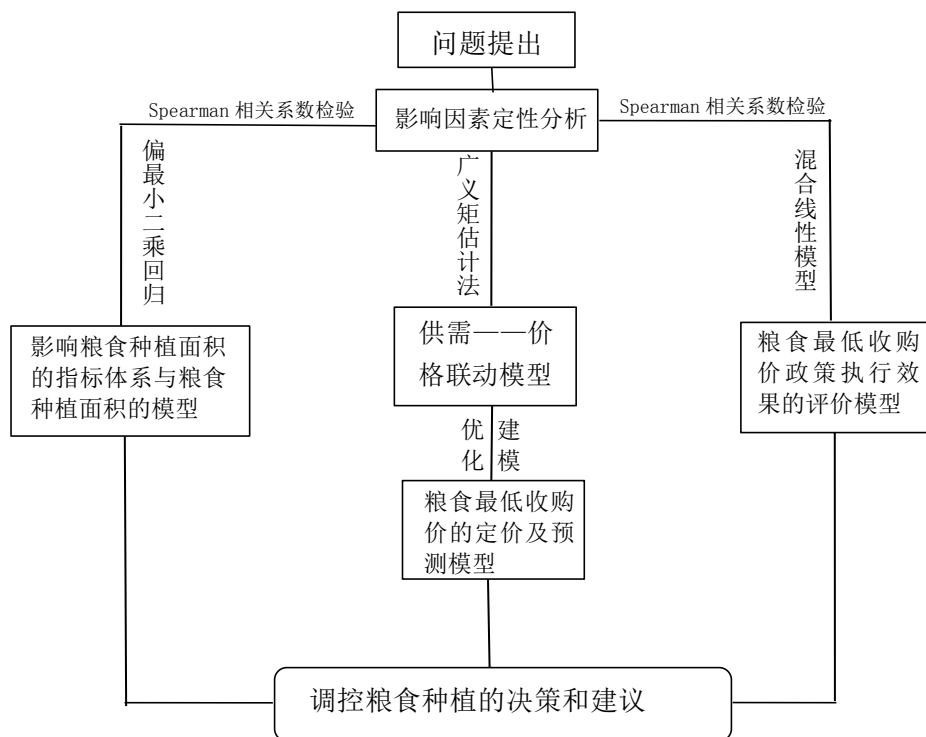 问题提出
Spearman 相关系数检验
影响因素定性分析
Spearman 相关系数检验
偏最小二乘回归
广义矩估计法
混合线性模型
影响粮食种植面积
的指标体系与粮食
种植面积的模型
供需——价
格联动模型
粮食最低收购
价政策执行效
果的评价模型
优化
建模
粮食最低收购
价的定价及预
测模型
调控粮食种植的决策和建议